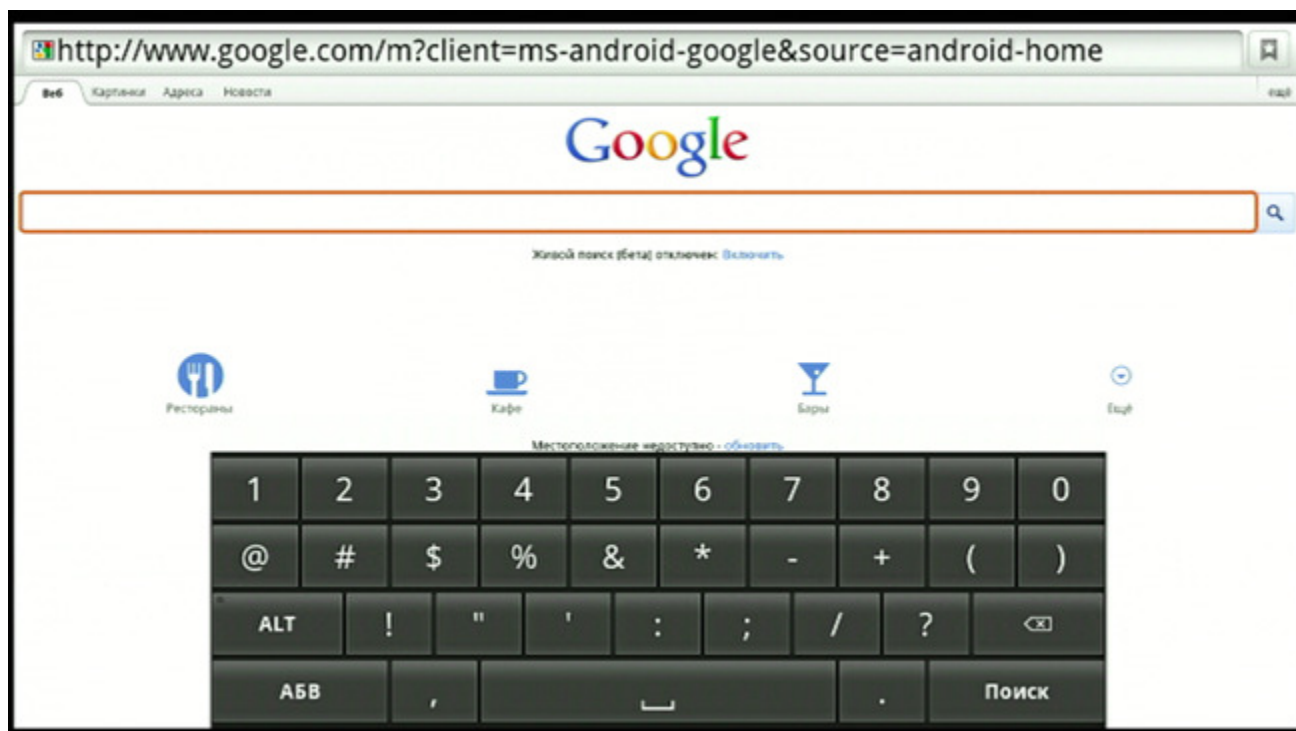 http://www.google.com/m?client=ms-android-google&source=android-home
Веб Картинки Адреса Новости ещё
Google
Живой поиск (бета) отключен: Включить
Рестораны Кафе Бары Ещё
Местоположение недоступно - обновить
1 2 3 4 5 6 7 8 9 0
@ # $ % & * - + ( )
ALT ! " ' : ; / ?
АБВ , . Поиск